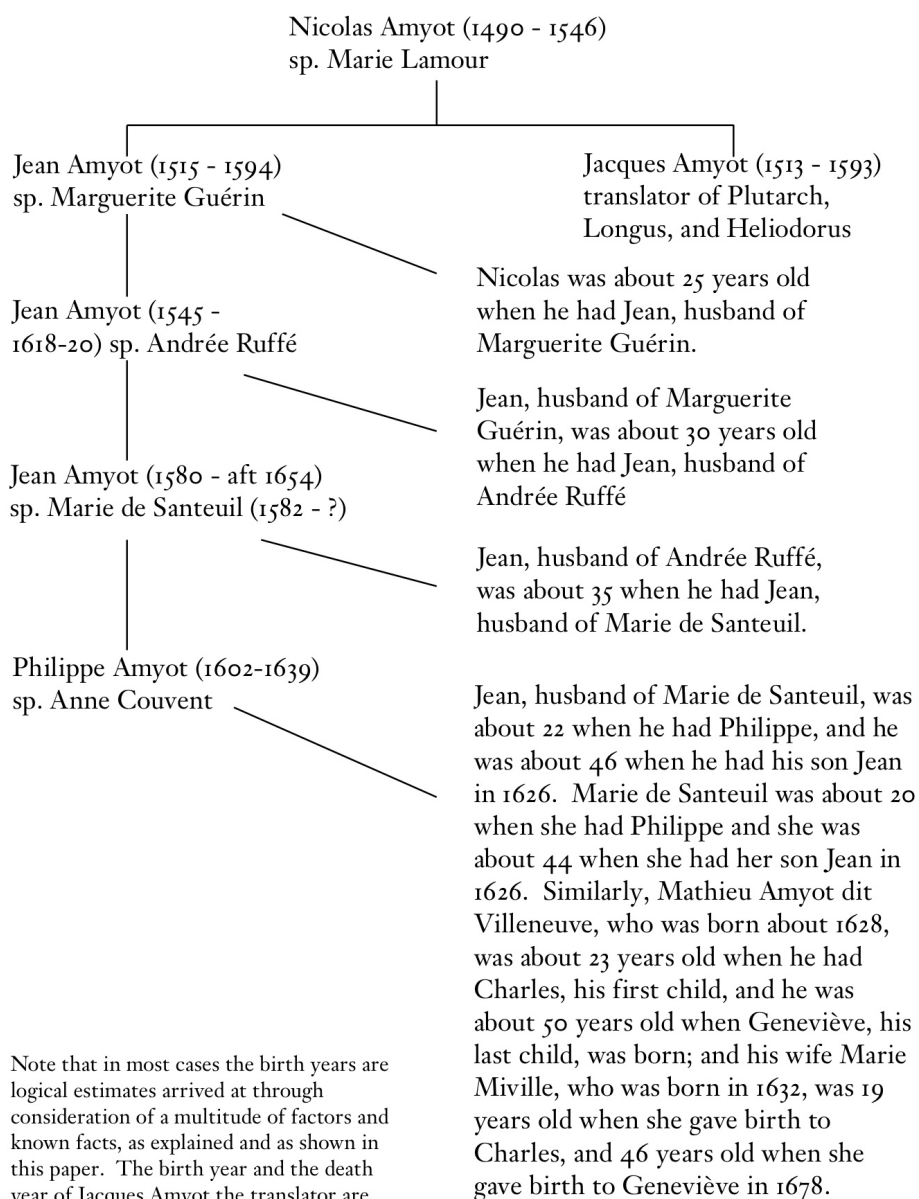 Nicolas Amyot (1490 - 1546)
sp. Marie Lamour
Jean Amyot (1515 - 1594)
sp. Marguerite Guérin
Jacques Amyot (1513 - 1593)
translator of Plutarch,
Longus, and Heliodorus
Nicolas was about 25 years old
when he had Jean, husband of
Marguerite Guérin.
Jean Amyot (1545 -
1618-20) sp. Andrée Ruffé
Jean, husband of Marguerite
Guérin, was about 30 years old
when he had Jean, husband of
Andrée Ruffé
Jean Amyot (1580 - aft 1654)
sp. Marie de Santeuil (1582 - ?)
Jean, husband of Andrée Ruffé,
was about 35 when he had Jean,
husband of Marie de Santeuil.
Philippe Amyot (1602-1639)
sp. Anne Couvent
Jean, husband of Marie de Santeuil, was
about 22 when he had Philippe, and he
was about 46 when he had his son Jean
in 1626.  Marie de Santeuil was about 20
when she had Philippe and she was
about 44 when she had her son Jean in
1626.  Similarly, Mathieu Amyot dit
Villeneuve, who was born about 1628,
was about 23 years old when he had
Charles, his first child, and he was
about 50 years old when Geneviève, his
last child, was born; and his wife Marie
Miville, who was born in 1632, was 19
years old when she gave birth to
Charles, and 46 years old when she
gave birth to Geneviève in 1678.
Note that in most cases the birth years are
logical estimates arrived at through
consideration of a multitude of factors and
known facts, as explained and as shown in
this paper.  The birth year and the death
year of Jacques Amyot the translator are